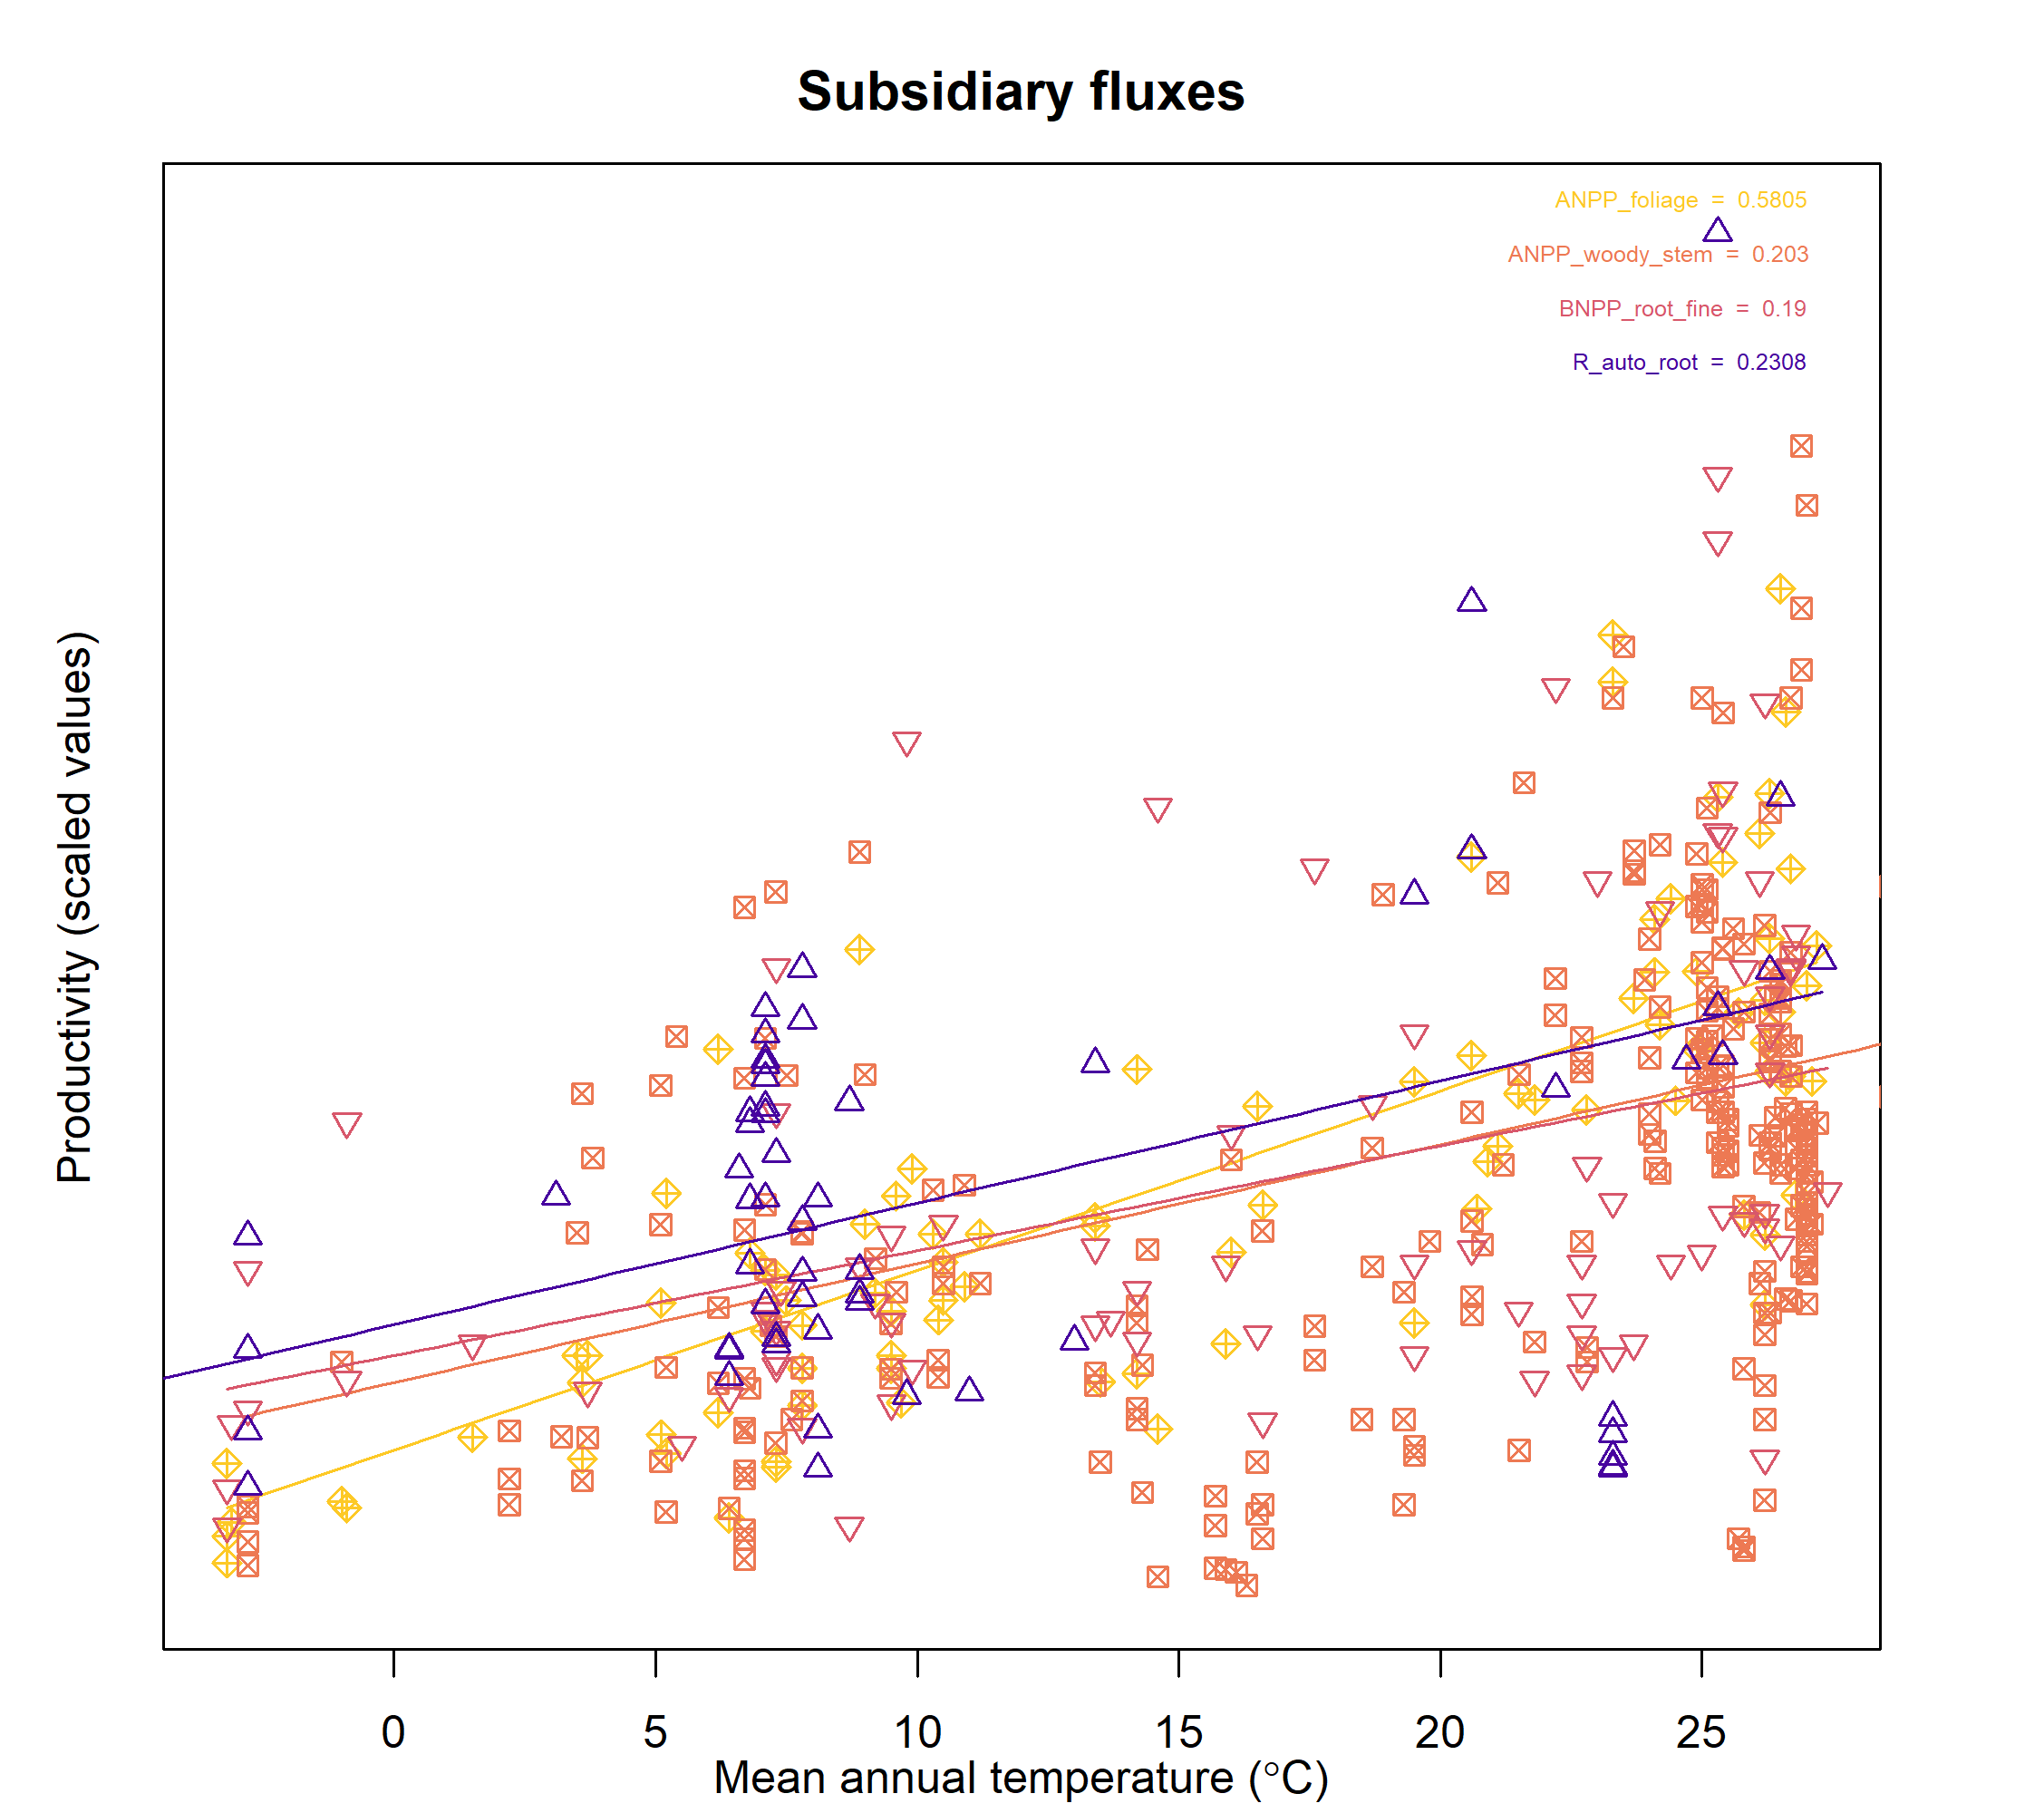 Subsidiary fluxes
ANPP_foliage = 0.5805
ANPP_woody_stem = 0.203
BNPP_root_fine = 0.19
R_auto_root = 0.2308
Productivity (scaled values)
0 5 10 15 20 25
Mean annual temperature (°C)